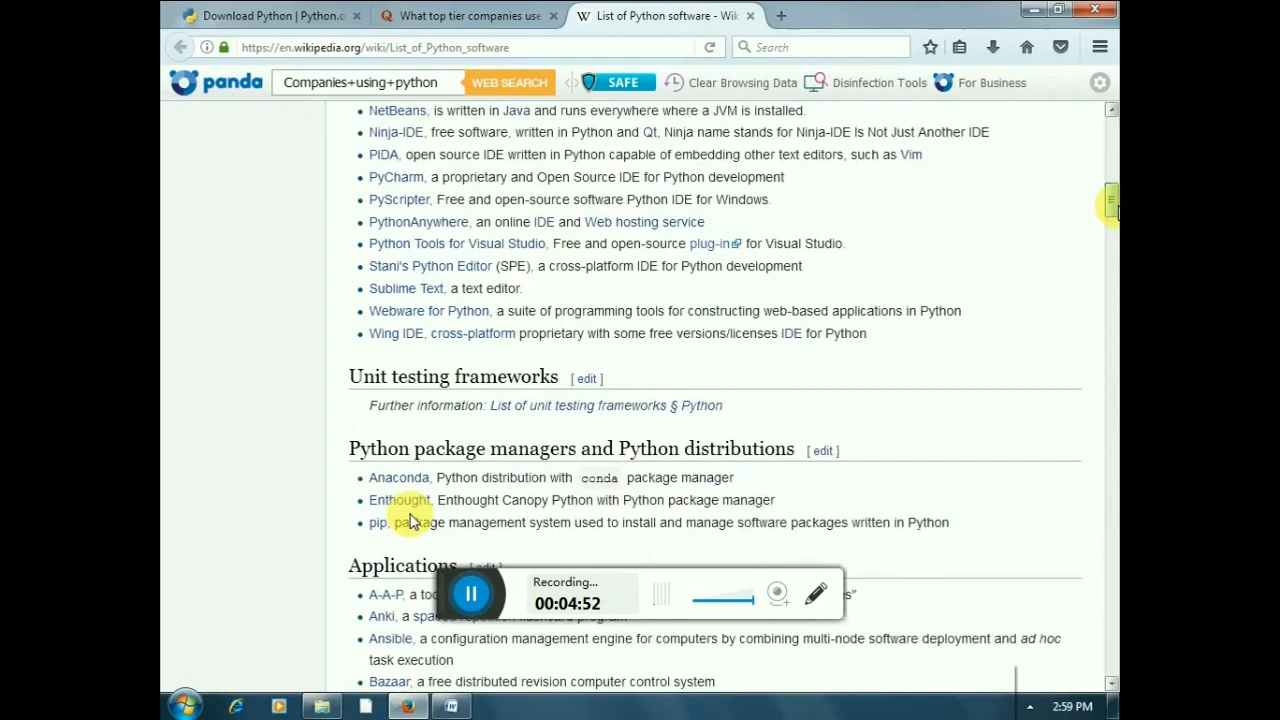 Download Python | Python.o
What top tier companies use
List of Python software - Wik
https://en.wikipedia.org/wiki/List_of_Python_software
Search
panda
Companies+using+python
WEB SEARCH
SAFE
Clear Browsing Data
Disinfection Tools
For Business
NetBeans, is written in Java and runs everywhere where a JVM is installed.
Ninja-IDE, free software, written in Python and Qt, Ninja name stands for Ninja-IDE Is Not Just Another IDE
PIDA, open source IDE written in Python capable of embedding other text editors, such as Vim
PyCharm, a proprietary and Open Source IDE for Python development
PyScripter, Free and open-source software Python IDE for Windows.
PythonAnywhere, an online IDE and Web hosting service
Python Tools for Visual Studio, Free and open-source plug-in for Visual Studio.
Stani's Python Editor (SPE), a cross-platform IDE for Python development
Sublime Text, a text editor.
Webware for Python, a suite of programming tools for constructing web-based applications in Python
Wing IDE, cross-platform proprietary with some free versions/licenses IDE for Python
Unit testing frameworks [ edit ]
Further information: List of unit testing frameworks § Python
Python package managers and Python distributions [ edit ]
Anaconda, Python distribution with conda package manager
Enthought, Enthought Canopy Python with Python package manager
pip, package management system used to install and manage software packages written in Python
Applications [ edit ]
Recording...
00:04:52
A-A-P, a too
Anki, a spaced repetition flashcard program
Ansible, a configuration management engine for computers by combining multi-node software deployment and ad hoc
task execution
Bazaar, a free distributed revision computer control system
2:59 PM